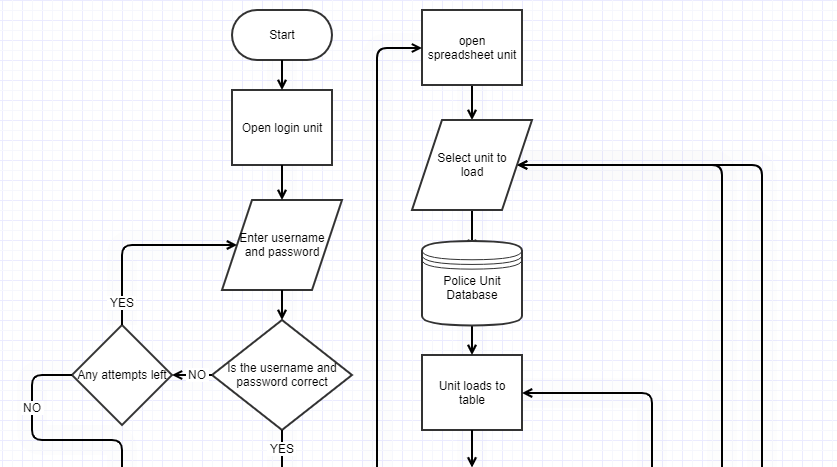 Start
Open login unit
Enter username
and password
YES
Any attempts left
NO
Is the username and
password correct
NO
YES
open
spreadsheet unit
Select unit to
load
Police Unit
Database
Unit loads to
table